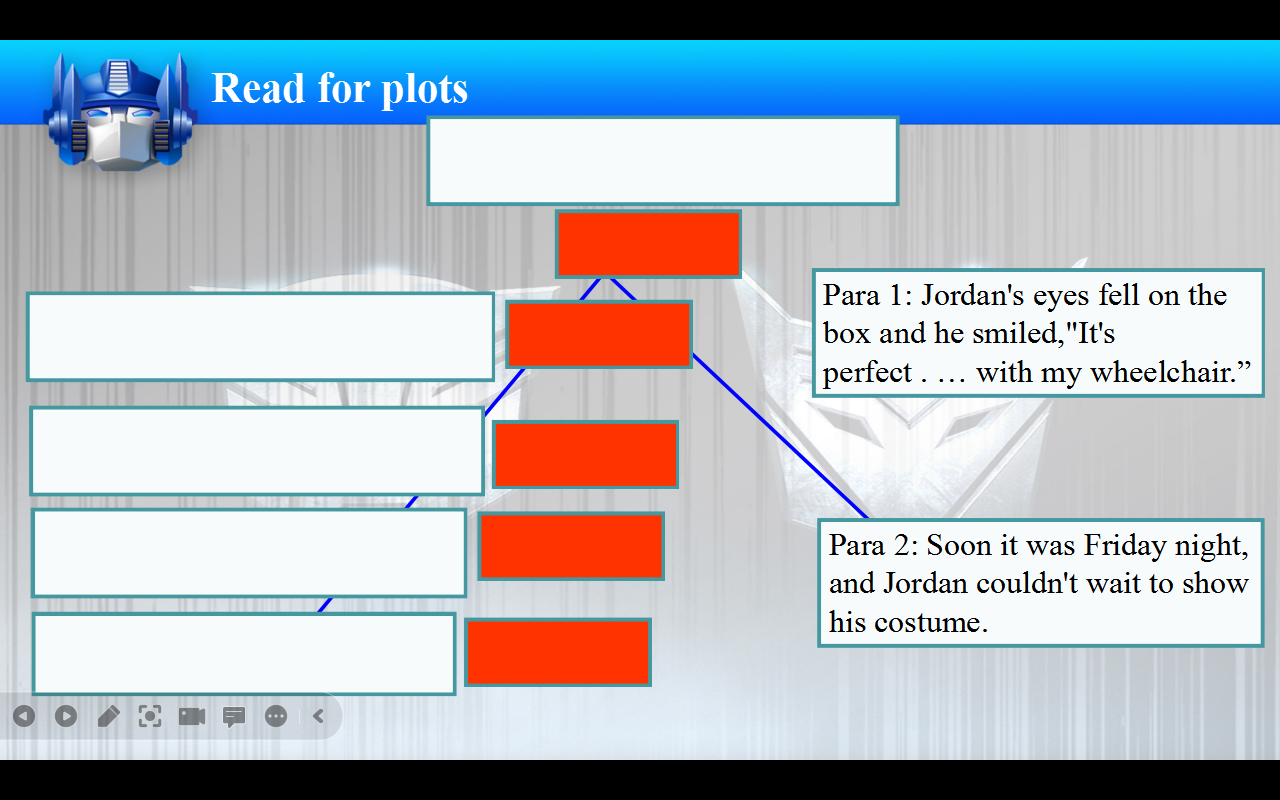 Read for plots
Para 1: Jordan's eyes fell on the
box and he smiled,"It's
perfect . … with my wheelchair.”
Para 2: Soon it was Friday night,
and Jordan couldn't wait to show
his costume.